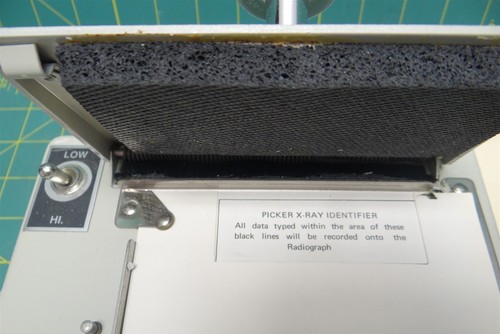 LOW
HI.
PICKER X-RAY IDENTIFIER
All data typed within the area of these
black lines will be recorded onto the
Radiograph